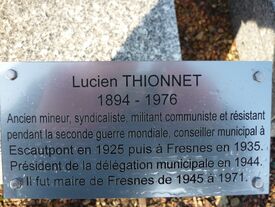 Lucien THIONNET
1894 - 1976
Ancien mineur, syndicaliste, militant communiste et résistant
pendant la seconde guerre mondiale, conseiller municipal à
Escautpont en 1925 puis à Fresnes en 1935.
Président de la délégation municipale en 1944.
Il fut maire de Fresnes de 1945 à 1971.